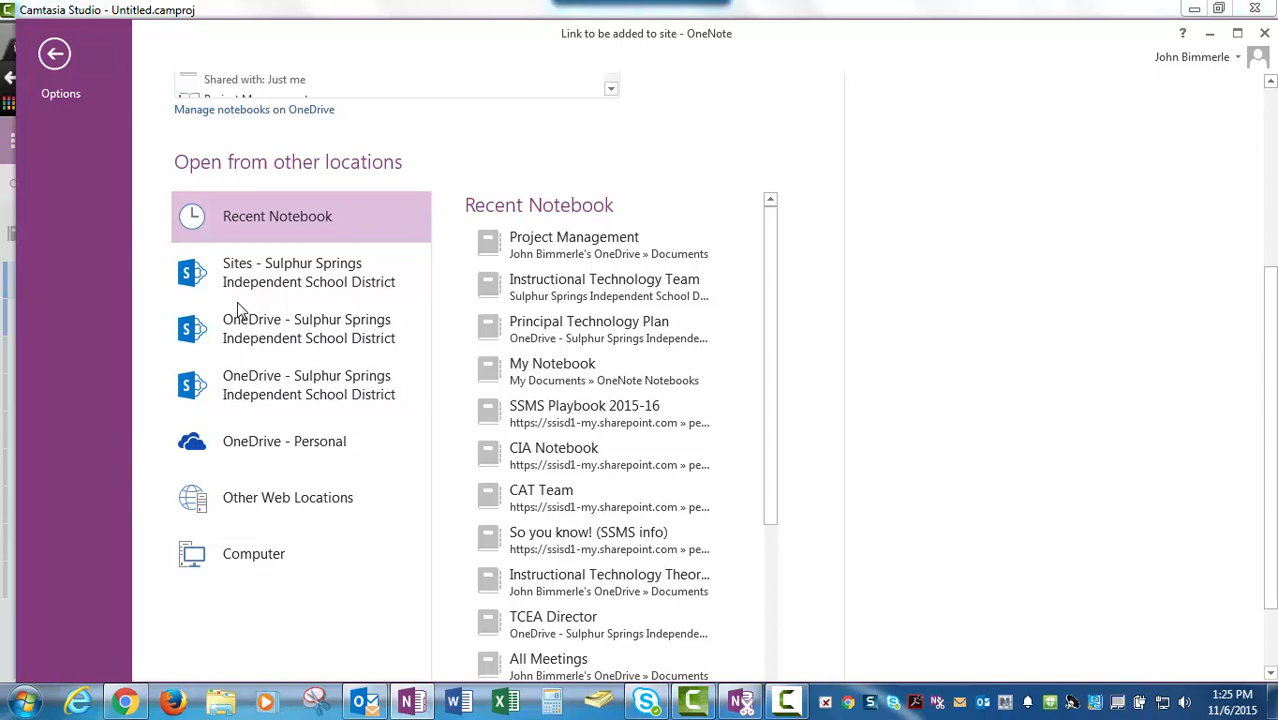 Camtasia Studio - Untitled.camproj
Link to be added to site - OneNote
?
John Bimmerle
Options
Shared with: Just me
Manage notebooks on OneDrive
Open from other locations
Recent Notebook
Sites - Sulphur Springs
Independent School District
OneDrive - Sulphur Springs
Independent School District
OneDrive - Sulphur Springs
Independent School District
OneDrive - Personal
Other Web Locations
Computer
Recent Notebook
Project Management
John Bimmerle's OneDrive » Documents
Instructional Technology Team
Sulphur Springs Independent School D...
Principal Technology Plan
OneDrive - Sulphur Springs Independe...
My Notebook
My Documents » OneNote Notebooks
SSMS Playbook 2015-16
https://ssisd1-my.sharepoint.com » pe...
CIA Notebook
https://ssisd1-my.sharepoint.com » pe...
CAT Team
https://ssisd1-my.sharepoint.com » pe...
So you know! (SSMS info)
https://ssisd1-my.sharepoint.com » pe...
Instructional Technology Theor...
John Bimmerle's OneDrive » Documents
TCEA Director
OneDrive - Sulphur Springs Independe...
All Meetings
https://ssisd1-my.sharepoint.com » pe...
1:25 PM
11/6/2015